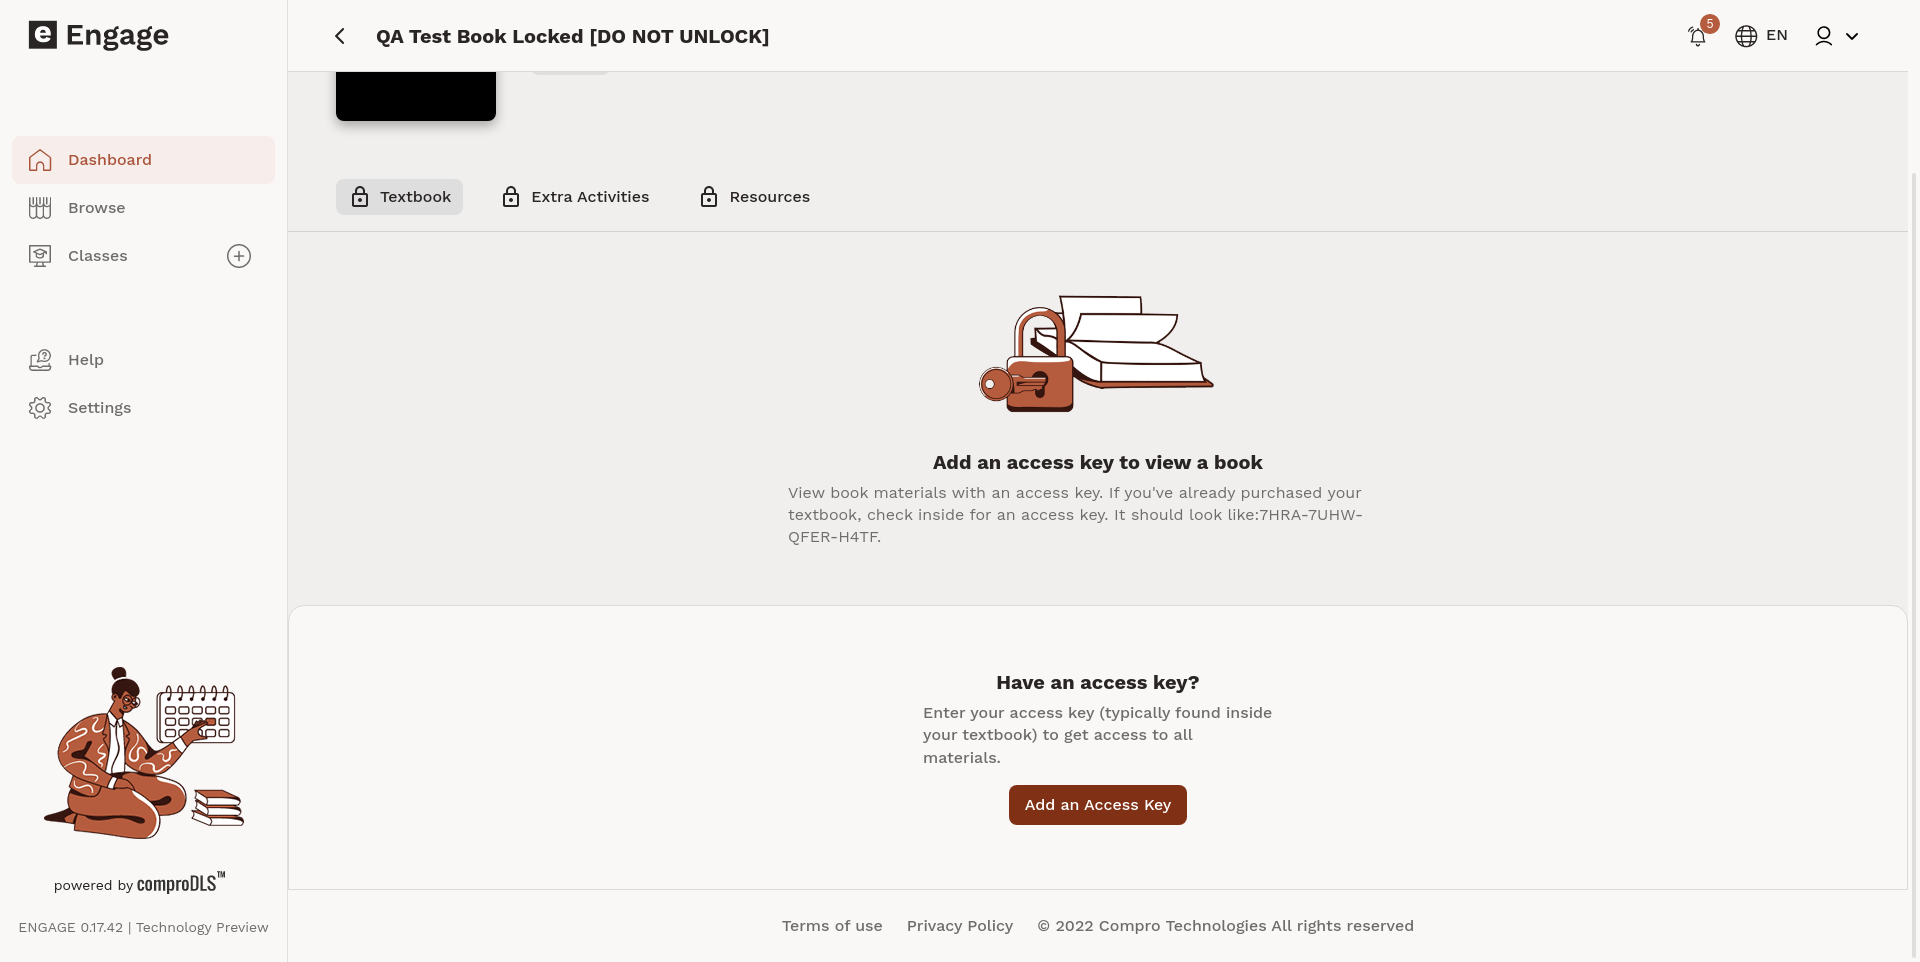 e Engage
QA Test Book Locked [DO NOT UNLOCK]
5
EN
Dashboard
Browse
Classes
Help
Settings
Textbook
Extra Activities
Resources
Add an access key to view a book
View book materials with an access key. If you've already purchased your
textbook, check inside for an access key. It should look like:7HRA-7UHW-
QFER-H4TF.
Have an access key?
Enter your access key (typically found inside
your textbook) to get access to all
materials.
Add an Access Key
powered by comproDLS™
ENGAGE 0.17.42 | Technology Preview
Terms of use
Privacy Policy
© 2022 Compro Technologies All rights reserved